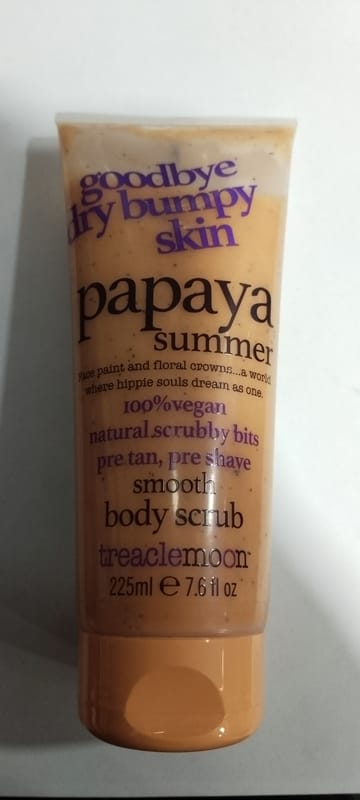 goodbye
dry bumpy
skin
papaya
summer
Face paint and floral crowns...a world
where hippie souls dream as one.
100%vegan
natural scrubby bits
pre tan, pre shave
smooth
body scrub
treaclemoon™
225ml ℮ 7.6 fl oz